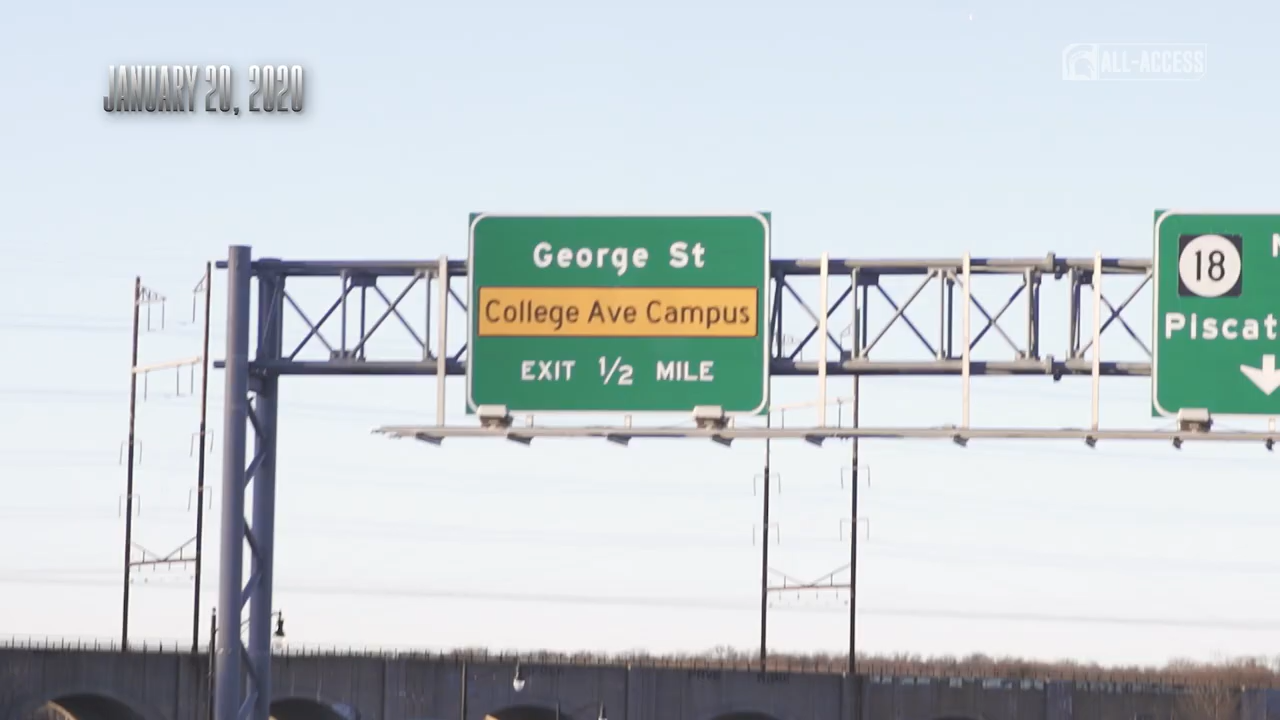 JANUARY 20, 2020
ALL-ACCESS
George St
College Ave Campus
EXIT ½ MILE
18
N
Piscat